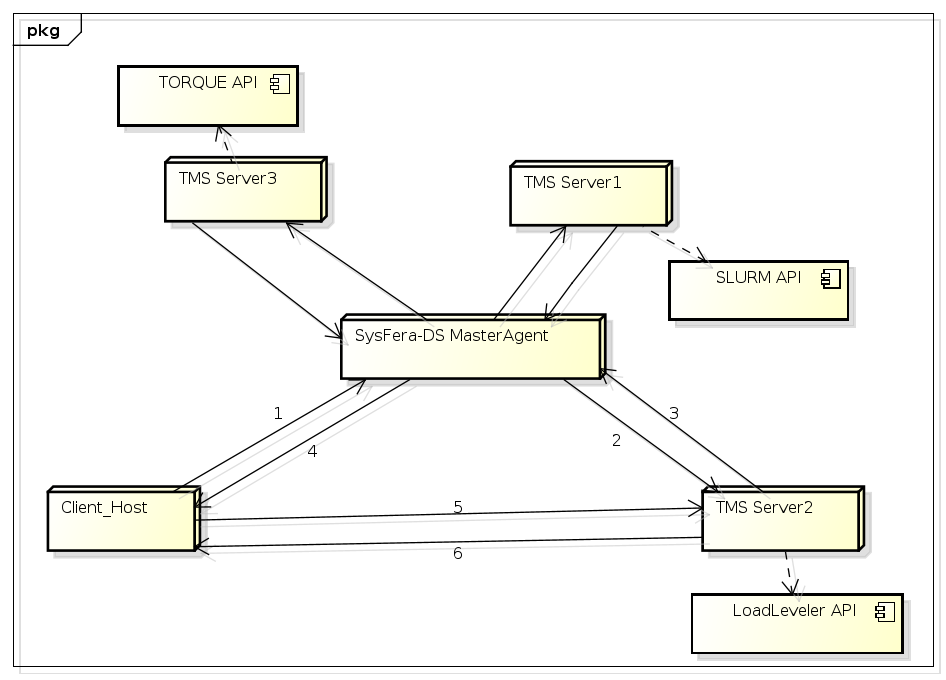 pkg
TORQUE API
TMS Server3
TMS Server1
SLURM API
SysFera-DS MasterAgent
1
3
2
4
Client_Host
5
TMS Server2
6
LoadLeveler API